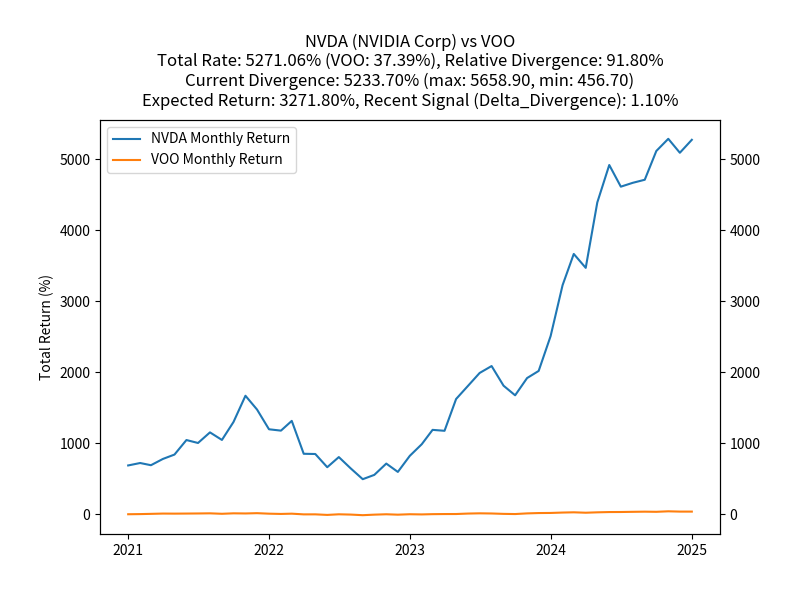 NVDA (NVIDIA Corp) vs VOO
Total Rate: 5271.06% (VOO: 37.39%), Relative Divergence: 91.80%
Current Divergence: 5233.70% (max: 5658.90, min: 456.70)
Expected Return: 3271.80%, Recent Signal (Delta_Divergence): 1.10%
NVDA Monthly Return
VOO Monthly Return
Total Return (%)
5000
4000
3000
2000
1000
0
5000
4000
3000
2000
1000
0
2021
2022
2023
2024
2025